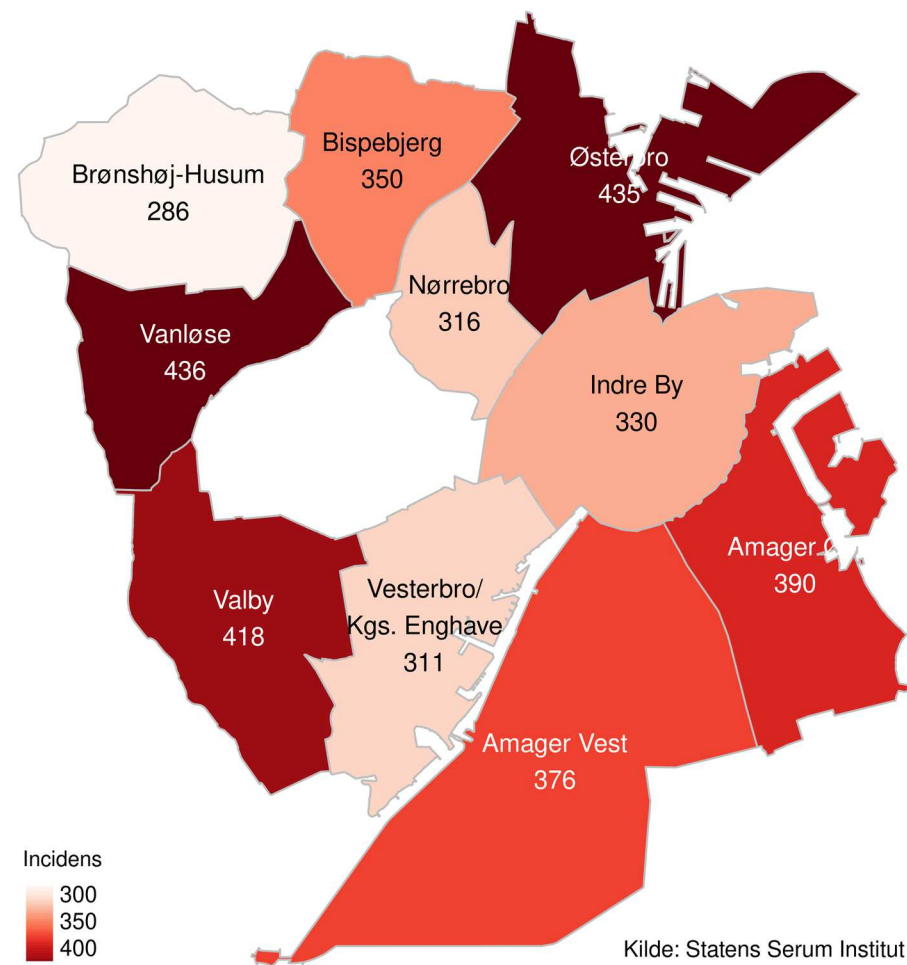 Bispebjerg
350
Brønshøj-Husum
286
Østerbro
435
Nørrebro
316
Vanløse
436
Indre By
330
Amager Ø
390
Vesterbro/
Kgs. Enghave
311
Valby
418
Amager Vest
376
Incidens
300
350
400
Kilde: Statens Serum Institut